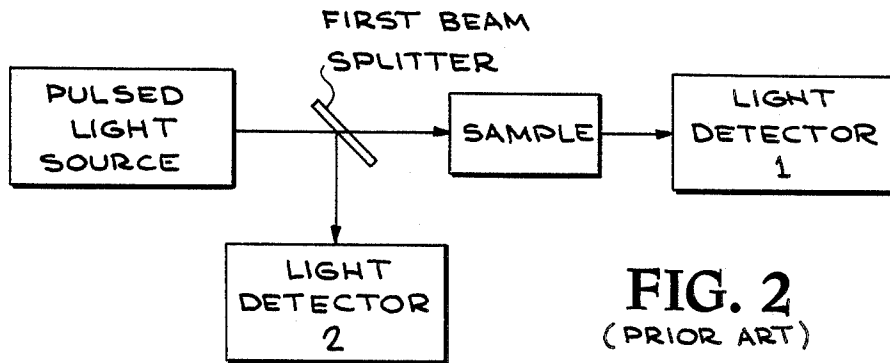 FIRST BEAM
SPLITTER
PULSED
LIGHT
SOURCE
SAMPLE
LIGHT
DETECTOR
1
LIGHT
DETECTOR
2
FIG. 2
(PRIOR ART)